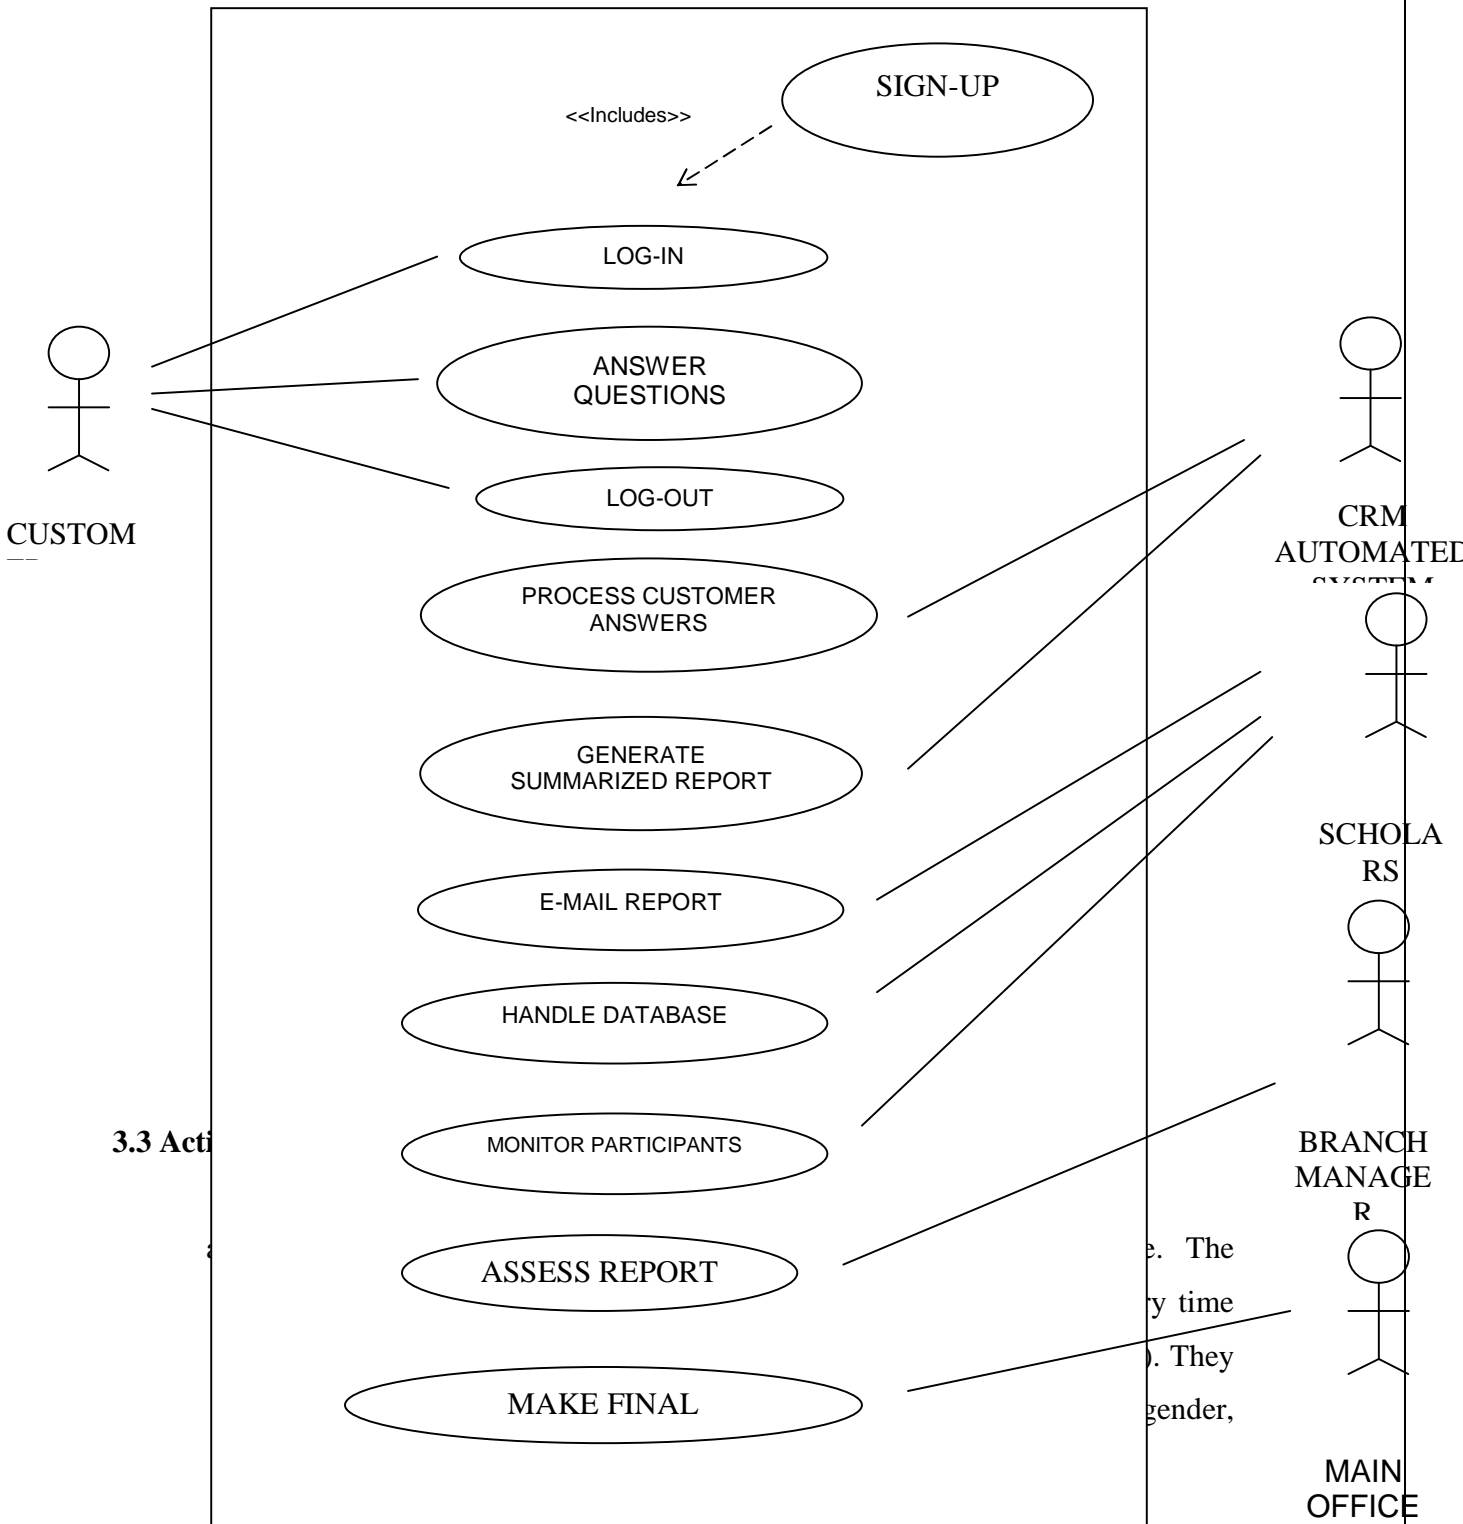 SIGN-UP
<<Includes>>
LOG-IN
ANSWER
QUESTIONS
LOG-OUT
CUSTOM
CRM
AUTOMATED
SYSTEM
PROCESS CUSTOMER
ANSWERS
GENERATE
SUMMARIZED REPORT
SCHOLA
RS
E-MAIL REPORT
HANDLE DATABASE
MONITOR PARTICIPANTS
BRANCH
MANAGE
R
3.3 Acti
ASSESS REPORT
e. The
ry time
). They
gender,
MAKE FINAL
MAIN
OFFICE